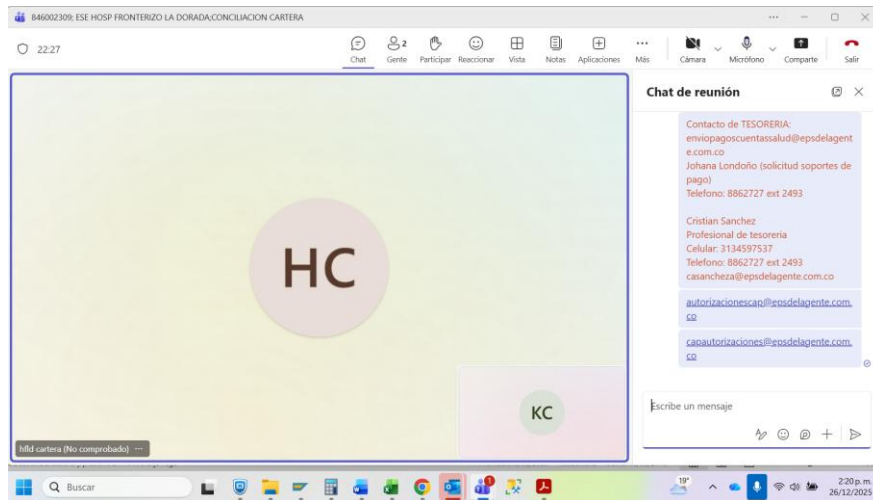 846002309; ESE HOSP FRONTERIZO LA DORADA;CONCILIACION CARTERA
22:27
Chat
2
Gente
Participar
Reaccionar
Vista
Notas
Aplicaciones
Más
Cámara
Micrófono
Comparte
Salir
Chat de reunión
Contacto de TESORERIA:
enviopagoscuentassalud@epsdelagent
e.com.co
Johana Londoño (solicitud soportes de
pago)
Telefono: 8862727 ext 2493
Cristian Sanchez
Profesional de tesoreria
Celular: 3134597537
Telefono: 8862727 ext 2493
casancheza@epsdelagente.com.co
autorizacionescap@epsdelagente.com.
co
capautorizaciones@epsdelagente.com.
co
HC
KC
hfld cartera (No comprobado)
Escribe un mensaje
Buscar
19°
2:20 p. m.
26/12/2025